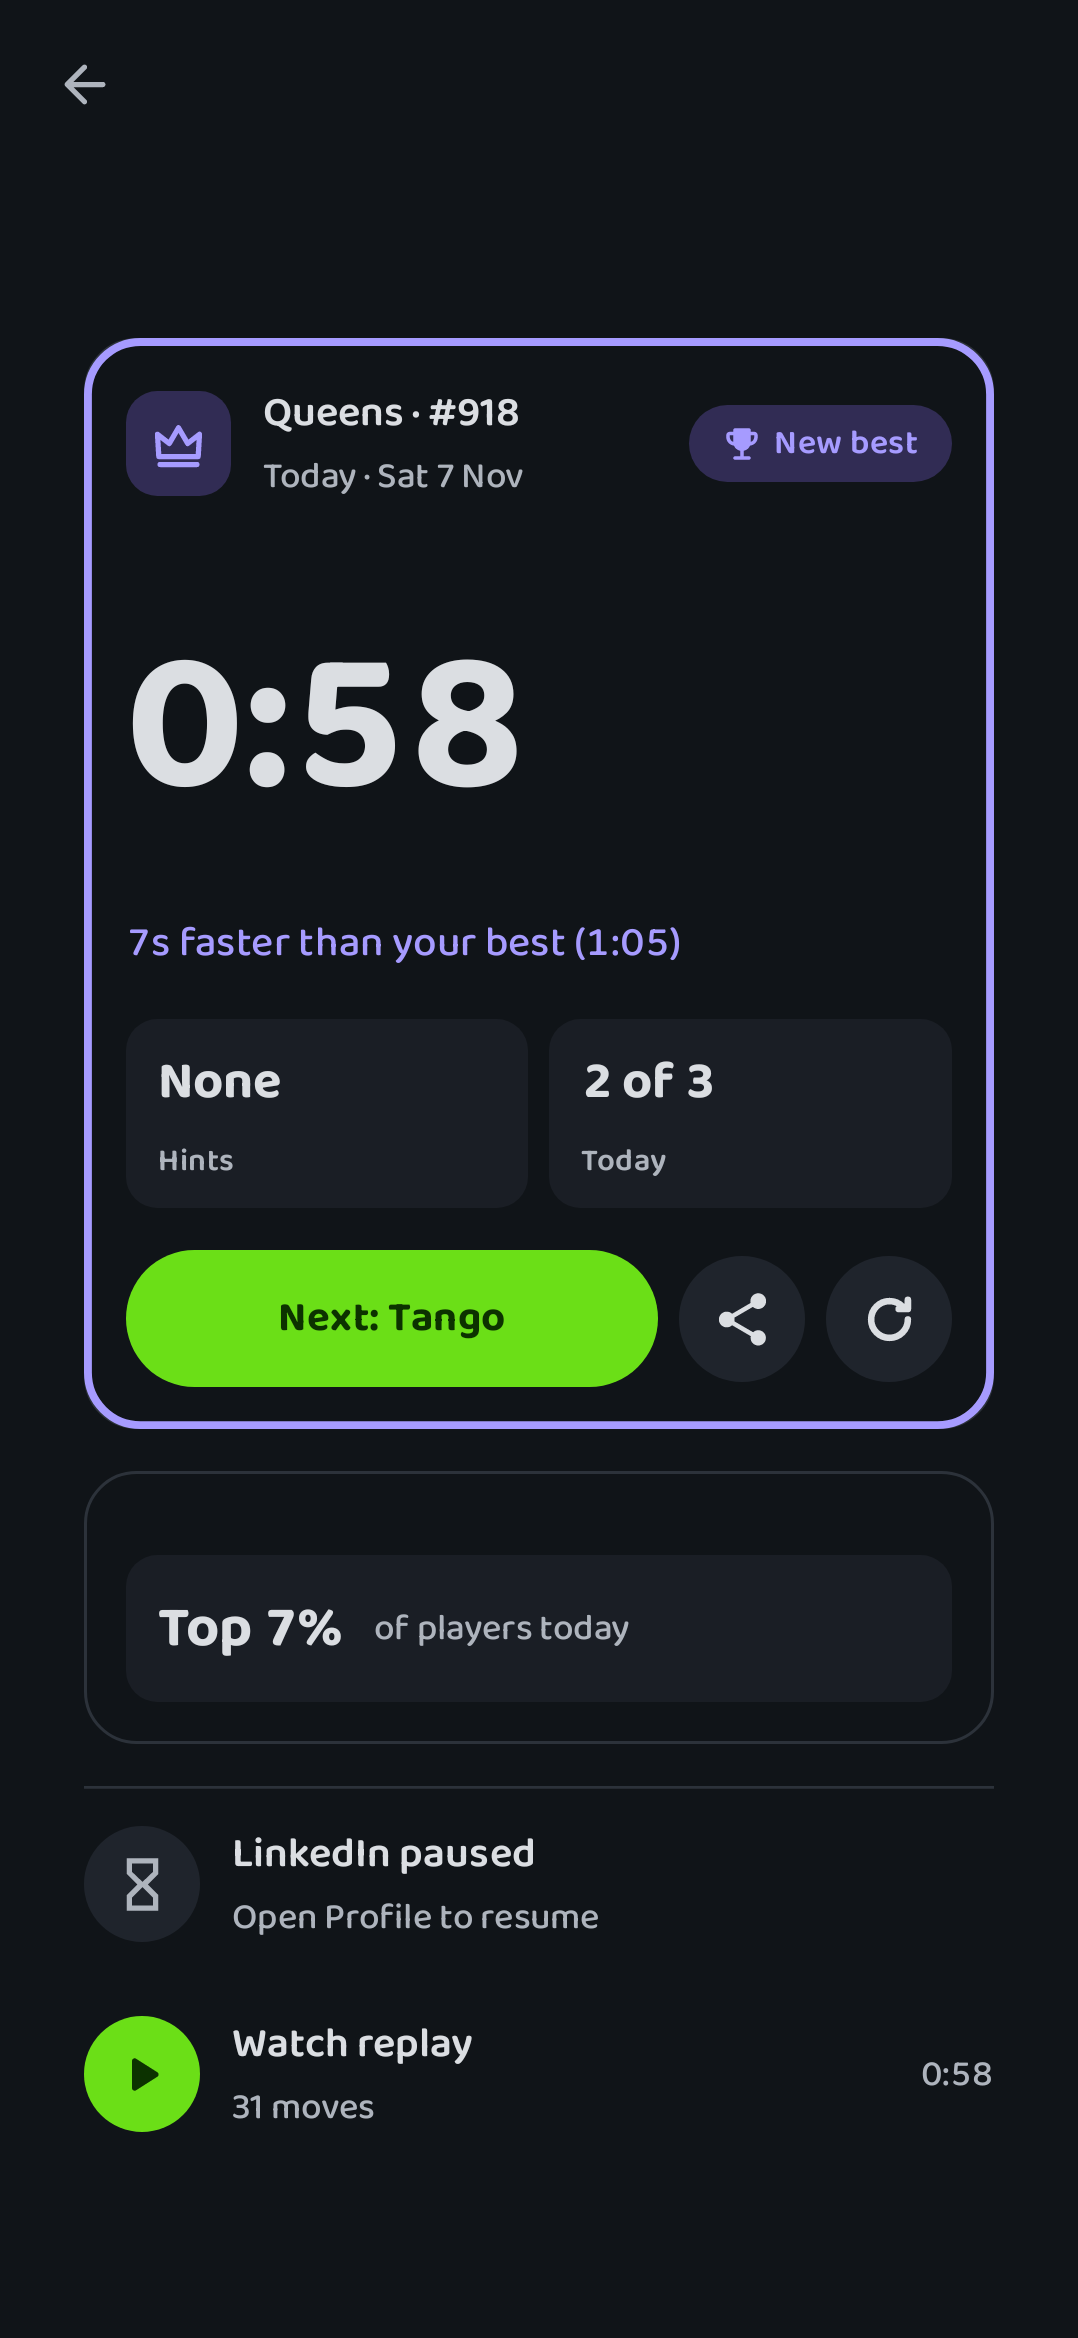 Queens · #918
Today · Sat 7 Nov
New best
0:58
7s faster than your best (1:05)
None
Hints
2 of 3
Today
Next: Tango
Top 7% of players today
LinkedIn paused
Open Profile to resume
Watch replay
31 moves
0:58